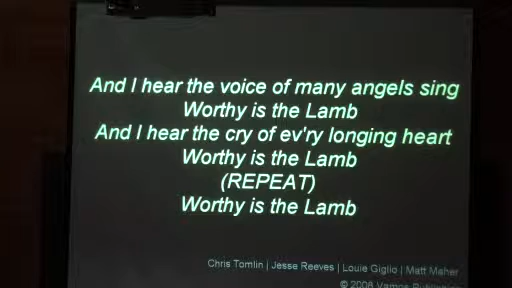 And I hear the voice of many angels sing
Worthy is the Lamb
And I hear the cry of ev'ry longing heart
Worthy is the Lamb
(REPEAT)
Worthy is the Lamb
Chris Tomlin | Jesse Reeves | Louie Giglio | Matt Maher
© 2008 Vamos